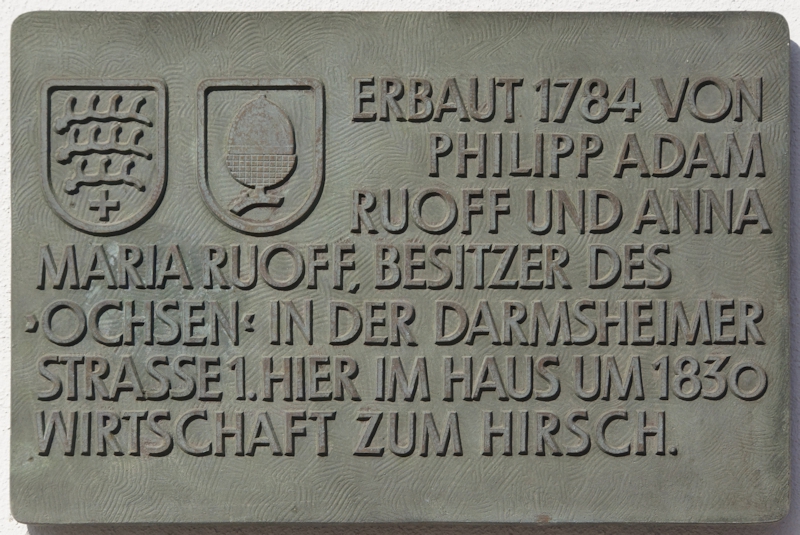 ERBAUT 1784 VON
PHILIPP ADAM
RUOFF UND ANNA
MARIA RUOFF, BESITZER DES
›OCHSEN‹ IN DER DARMSHEIMER
STRASSE 1. HIER IM HAUS UM 1830
WIRTSCHAFT ZUM HIRSCH.